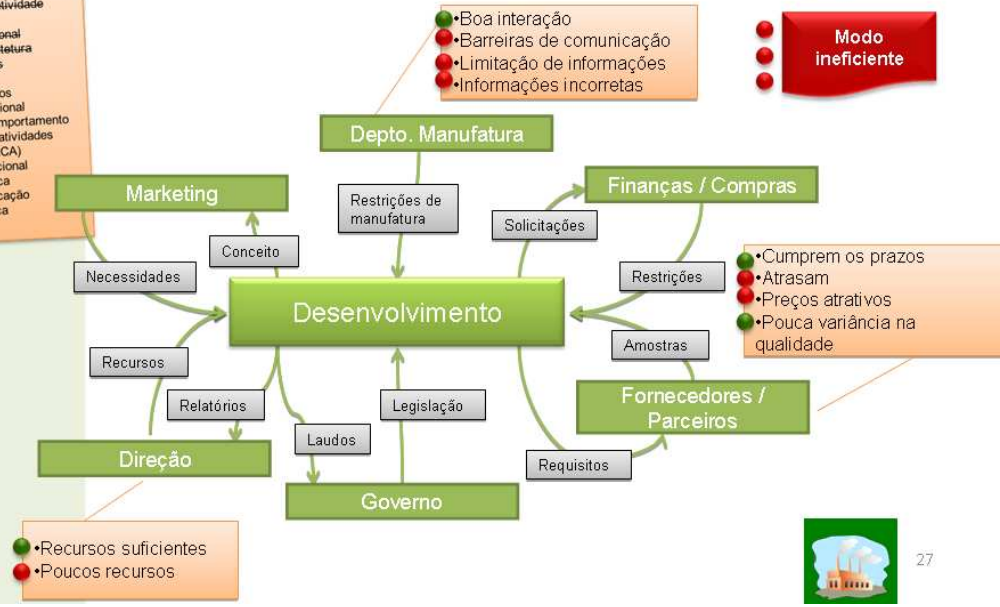 •Boa interação
•Barreiras de comunicação
•Limitação de informações
•Informações incorretas
Modo
ineficiente
Depto. Manufatura
Marketing
Finanças / Compras
Restrições de
manufatura
Solicitações
Conceito
Necessidades
Restrições
•Cumprem os prazos
•Atrasam
•Preços atrativos
•Pouca variância na
qualidade
Desenvolvimento
Amostras
Recursos
Relatórios
Legislação
Fornecedores /
Parceiros
Laudos
Direção
Requisitos
Governo
•Recursos suficientes
•Poucos recursos
27